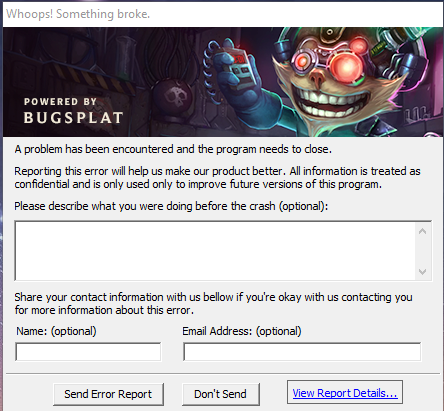 Whoops! Something broke.
POWERED BY
BUGSPLAT
A problem has been encountered and the program needs to close.
Reporting this error will help us make our product better. All information is treated as
confidential and is only used only to improve future versions of this program.
Please describe what you were doing before the crash (optional):
Share your contact information with us bellow if you're okay with us contacting you
for more information about this error.
Name: (optional) Email Address: (optional)
Send Error Report Don't Send View Report Details...